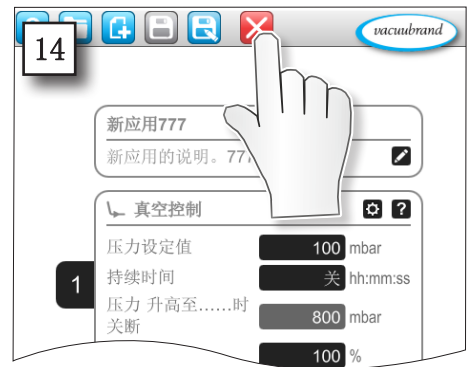 14
vacuubrand
新应用777
新应用的说明。777
真空控制
?
1
压力设定值 100 mbar
持续时间 关 hh:mm:ss
压力 升高至……时
关断 800 mbar
100 %